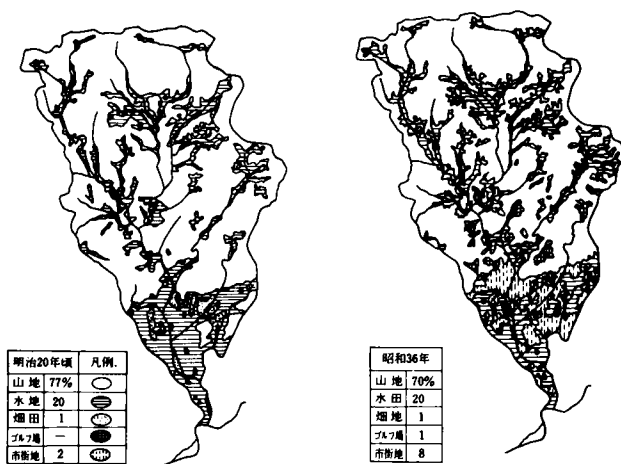 明治20年頃 凡例.
山地 77%
水地 20
畑田 1
ゴルフ場 —
市街地 2
昭和36年
山地 70%
水田 20
畑地 1
ゴルフ場 1
市街地 8